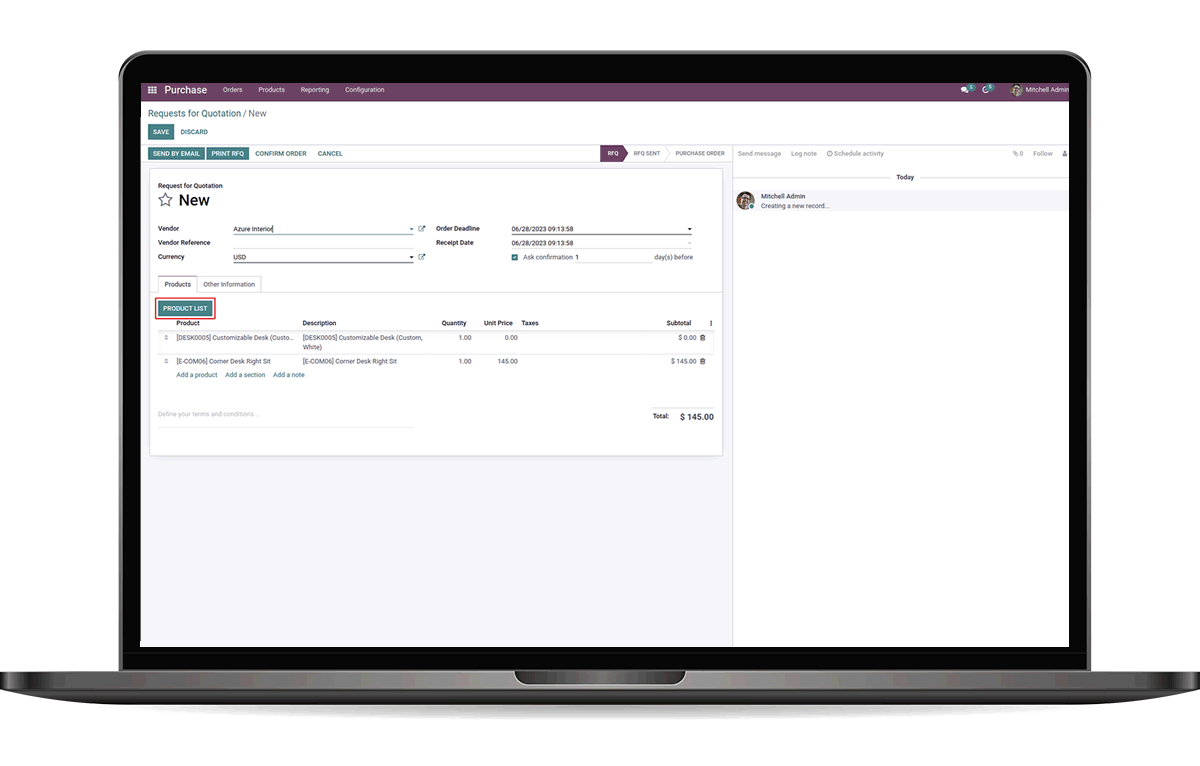 Purchase Orders Products Reporting Configuration 5 5 Mitchell Admin
Requests for Quotation / New
SAVE DISCARD
SEND BY EMAIL PRINT RFQ CONFIRM ORDER CANCEL RFQ RFQ SENT PURCHASE ORDER Send message Log note Schedule activity 0 Follow
Today
Mitchell Admin
Creating a new record...
Request for Quotation
New
Vendor Azure Interior Order Deadline 06/28/2023 09:13:58
Vendor Reference Receipt Date 06/28/2023 09:13:58
Currency USD Ask confirmation 1 day(s) before
Products Other Information
PRODUCT LIST
Product Description Quantity Unit Price Taxes Subtotal
[DESK0005] Customizable Desk (Custo... [DESK0005] Customizable Desk (Custom, 1.00 0.00 $ 0.00
White)
[E-COM06] Corner Desk Right Sit [E-COM06] Corner Desk Right Sit 1.00 145.00 $ 145.00
Add a product Add a section Add a note
Define your terms and conditions ...
Total: $ 145.00